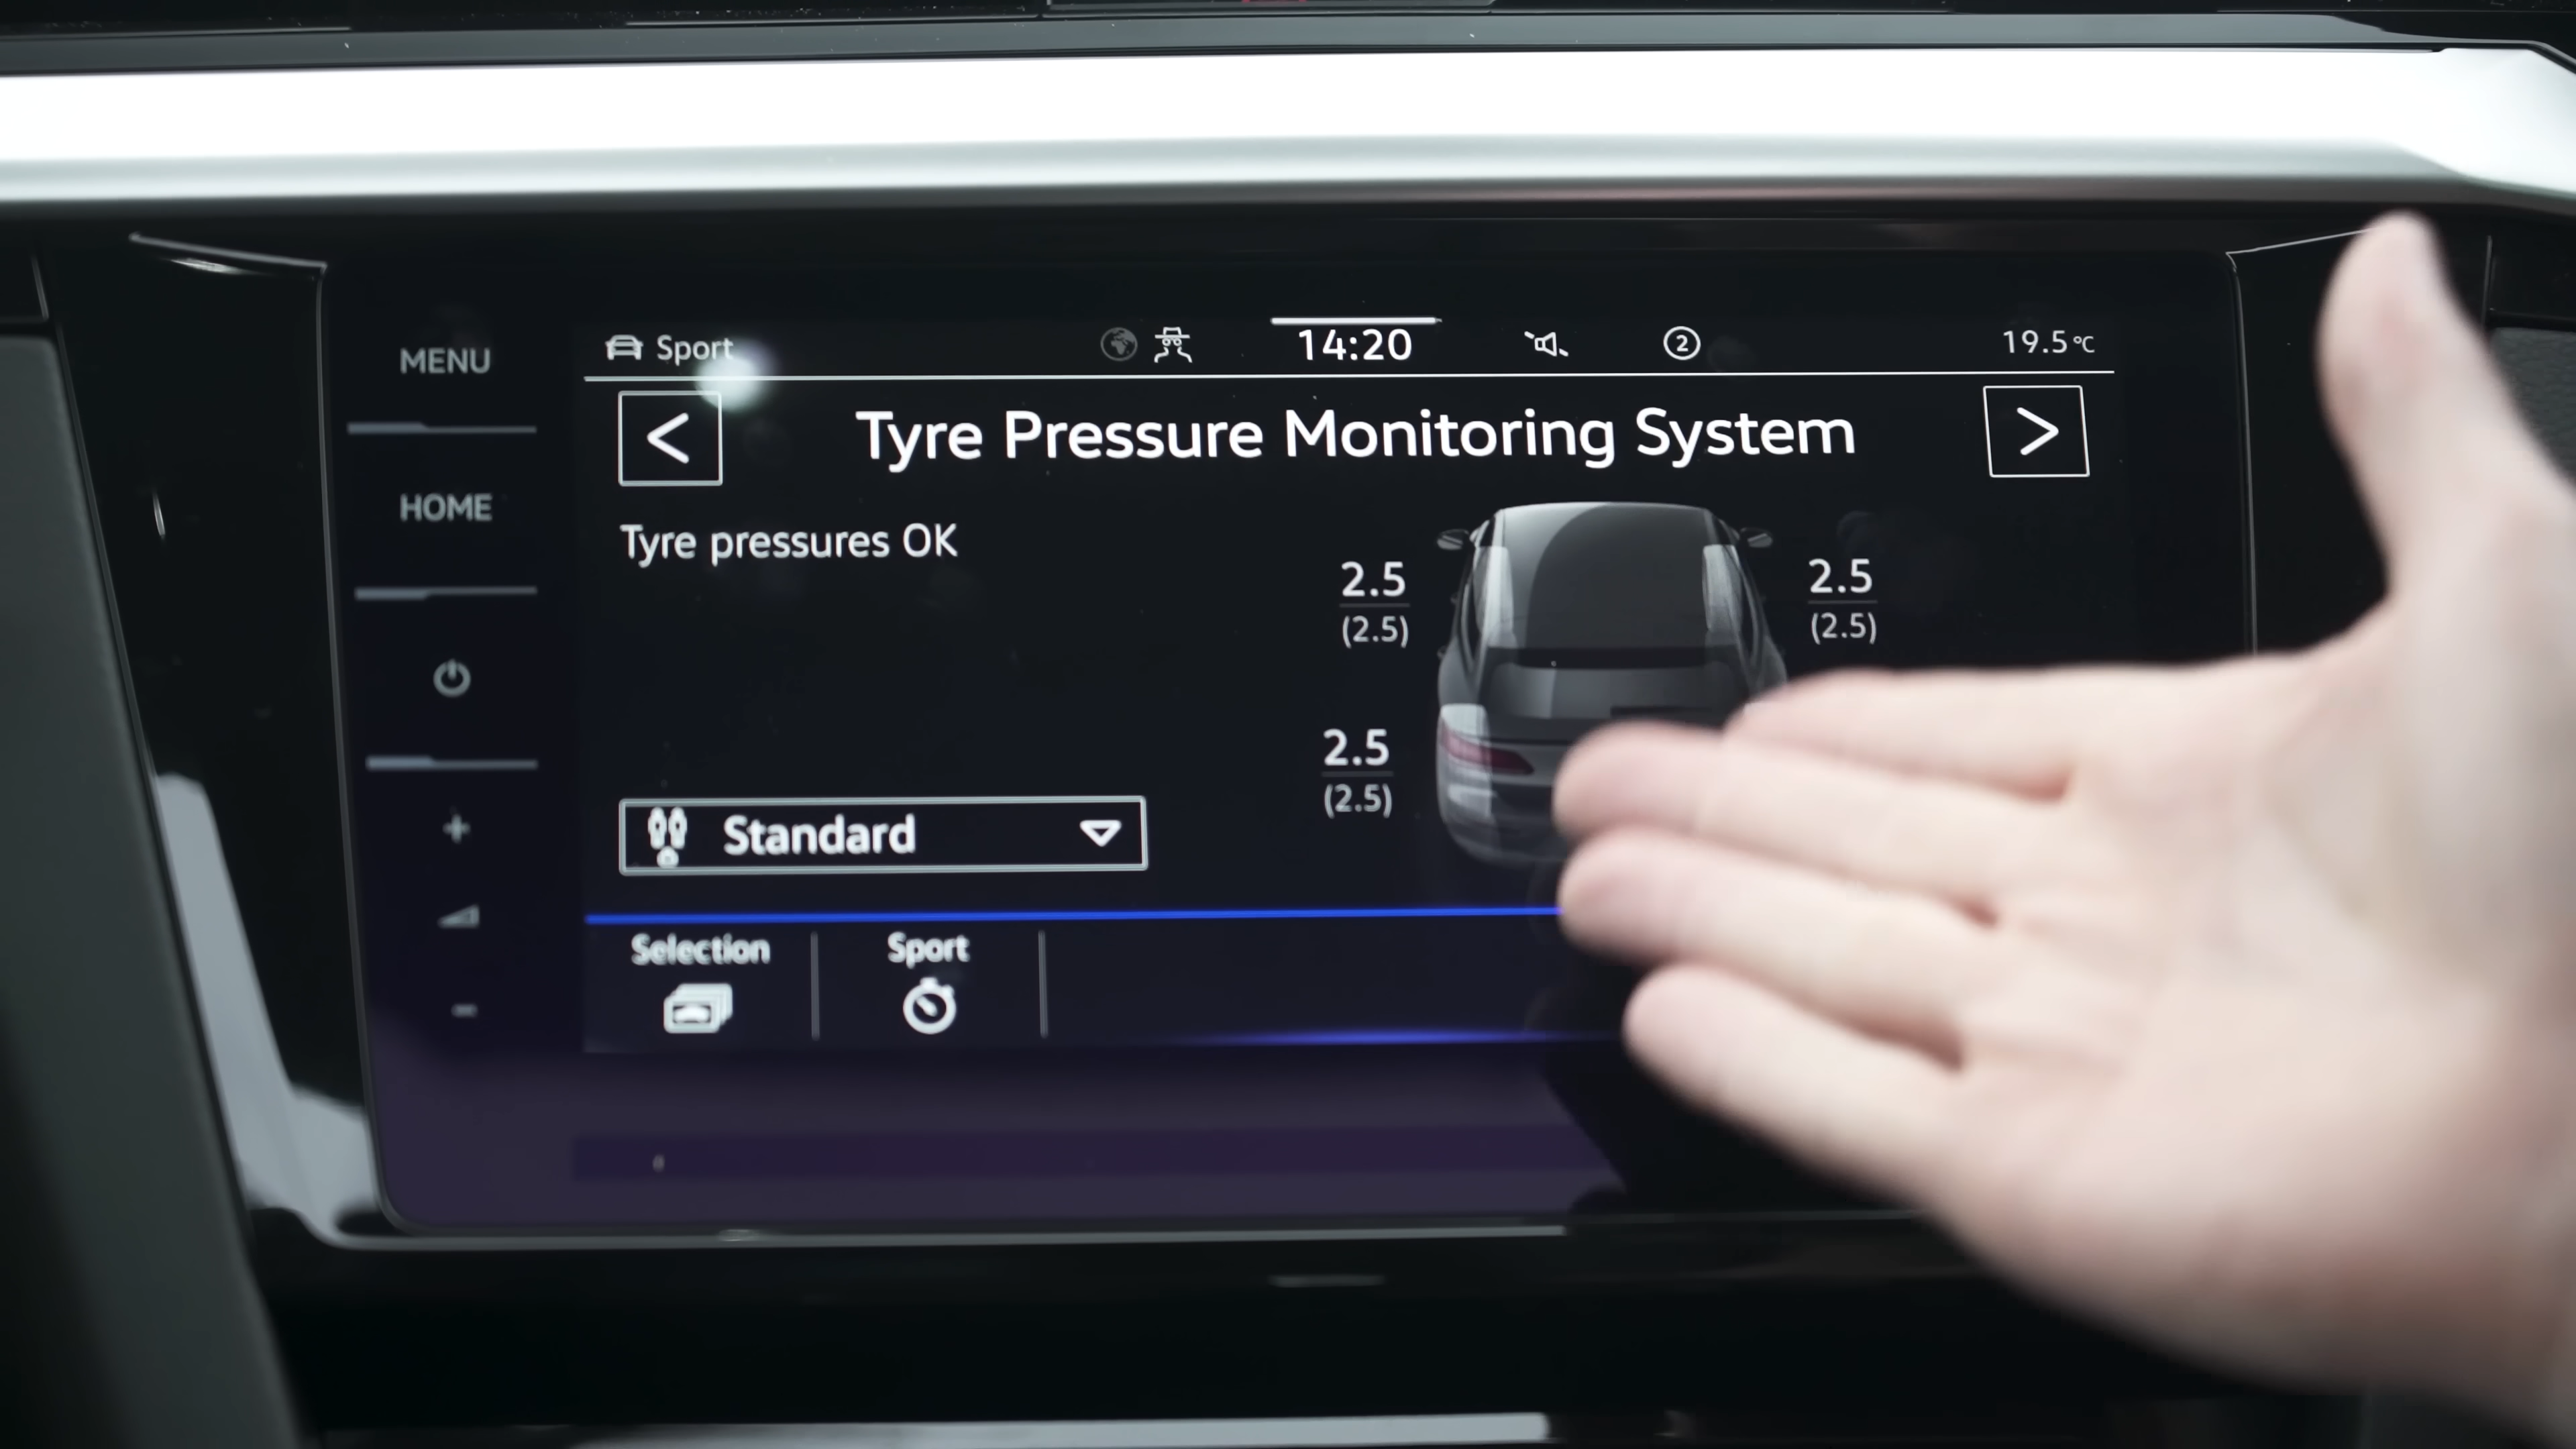 MENU
HOME
Sport 14:20 2 19.5°C
< Tyre Pressure Monitoring System >
Tyre pressures OK
2.5 2.5
(2.5) (2.5)
2.5
(2.5)
Standard
Selection Sport
+
-